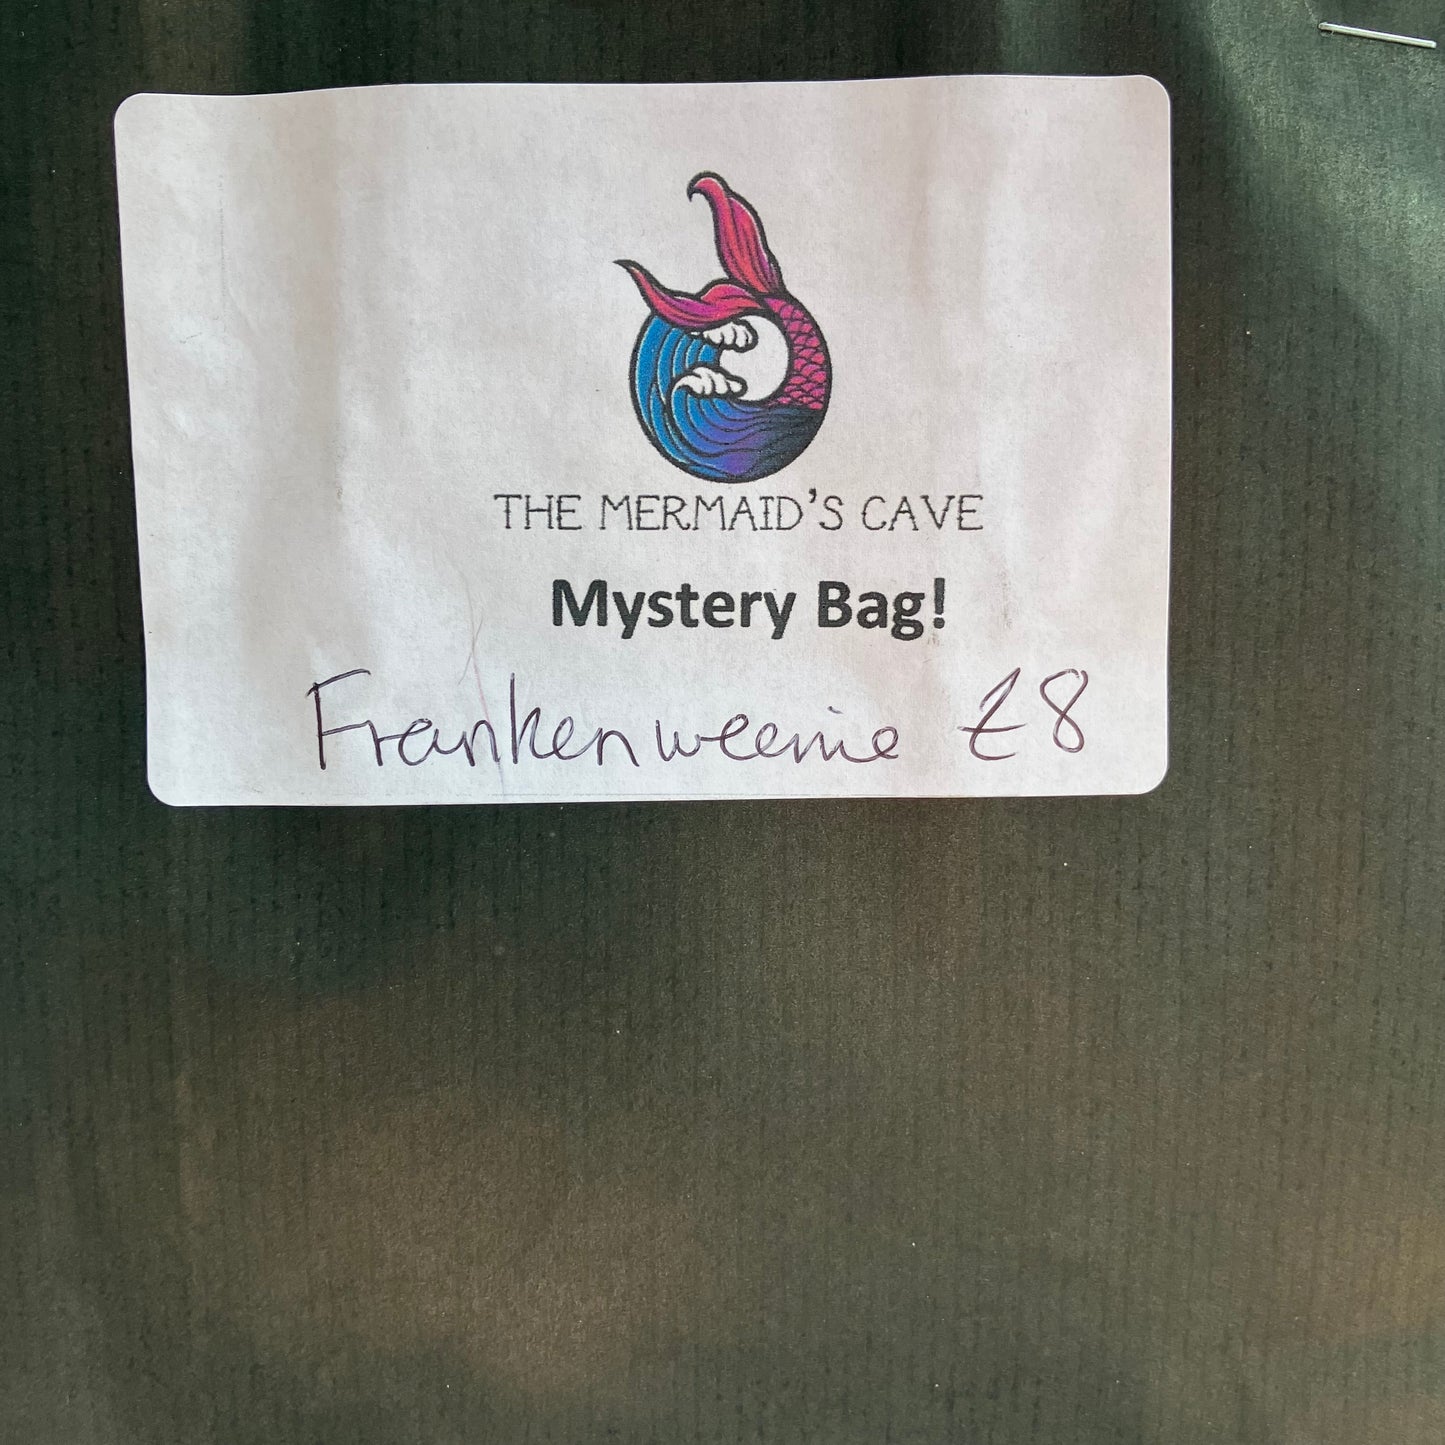 THE MERMAID'S CAVE
Mystery Bag!
Frankenweenie £8